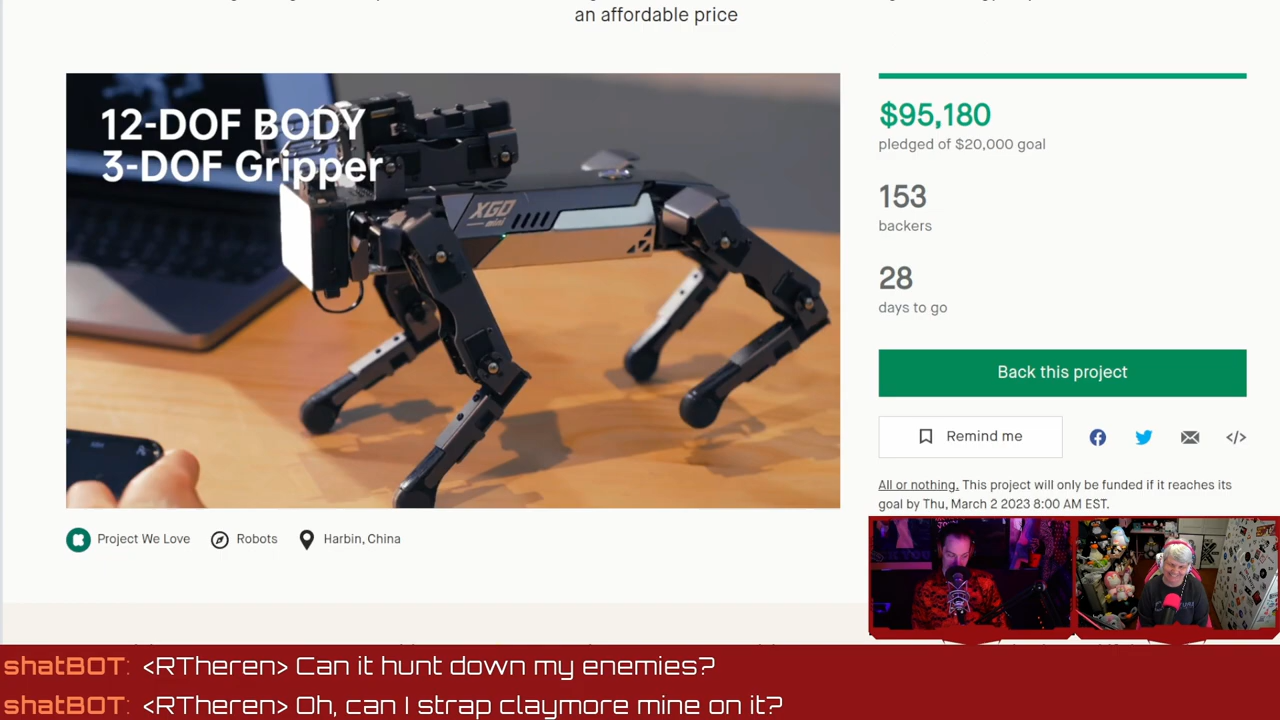 an affordable price
12-DOF BODY
3-DOF Gripper
XGO
mini
$95,180
pledged of $20,000 goal
153
backers
28
days to go
Back this project
Remind me
All or nothing. This project will only be funded if it reaches its
goal by Thu, March 2 2023 8:00 AM EST.
Project We Love
Robots
Harbin, China
shatBOT: <RTheren> Can it hunt down my enemies?
shatBOT: <RTheren> Oh, can I strap claymore mine on it?